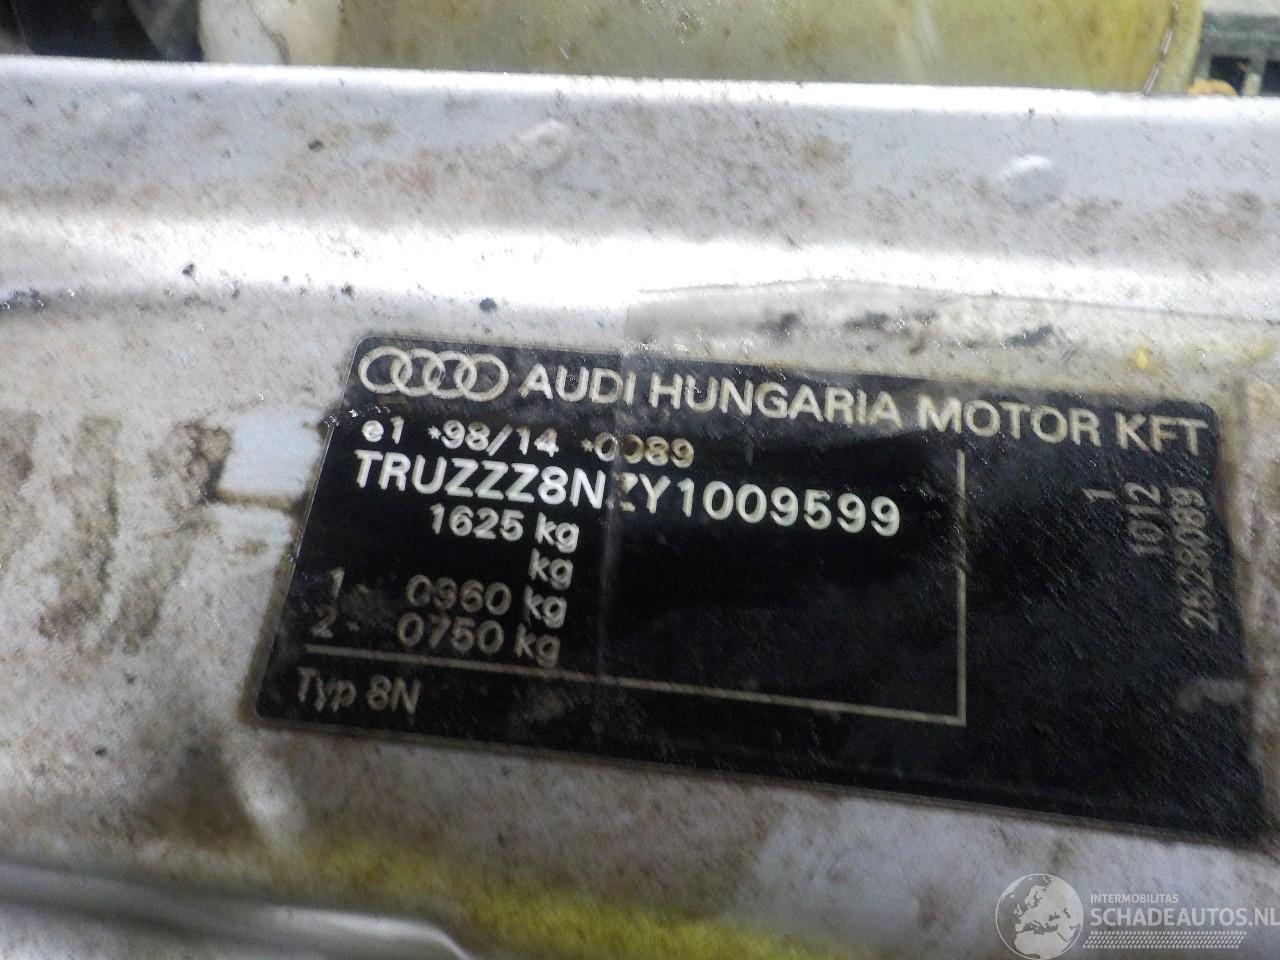 AUDI HUNGARIA MOTOR KFT
e1 *98/14 *0089
TRUZZZ8NZY1009599
1625 kg
kg
1- 0960 kg
2- 0750 kg
Typ 8N
1
1012
INTERMOBILITAS
SCHADEAUTOS.NL